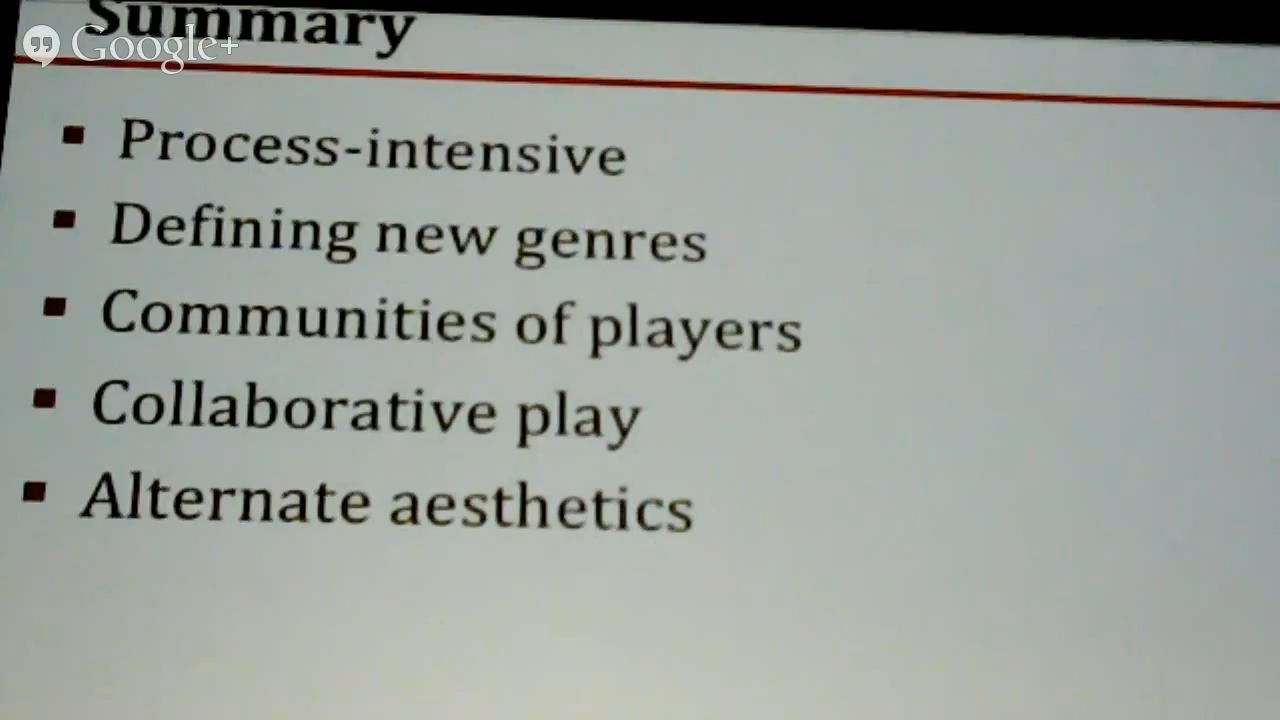 Summary
Google+
Process-intensive
Defining new genres
Communities of players
Collaborative play
Alternate aesthetics